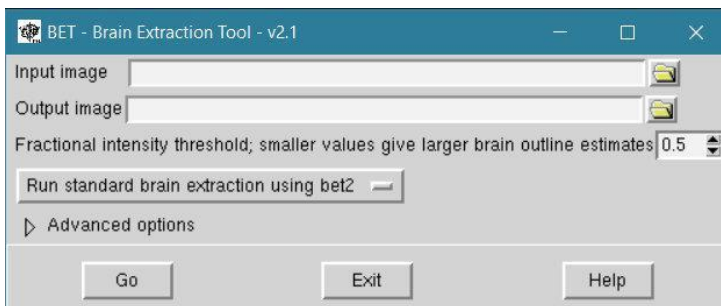 BET - Brain Extraction Tool - v2.1
Input image
Output image
Fractional intensity threshold; smaller values give larger brain outline estimates 0.5
Run standard brain extraction using bet2
Advanced options
Go Exit Help